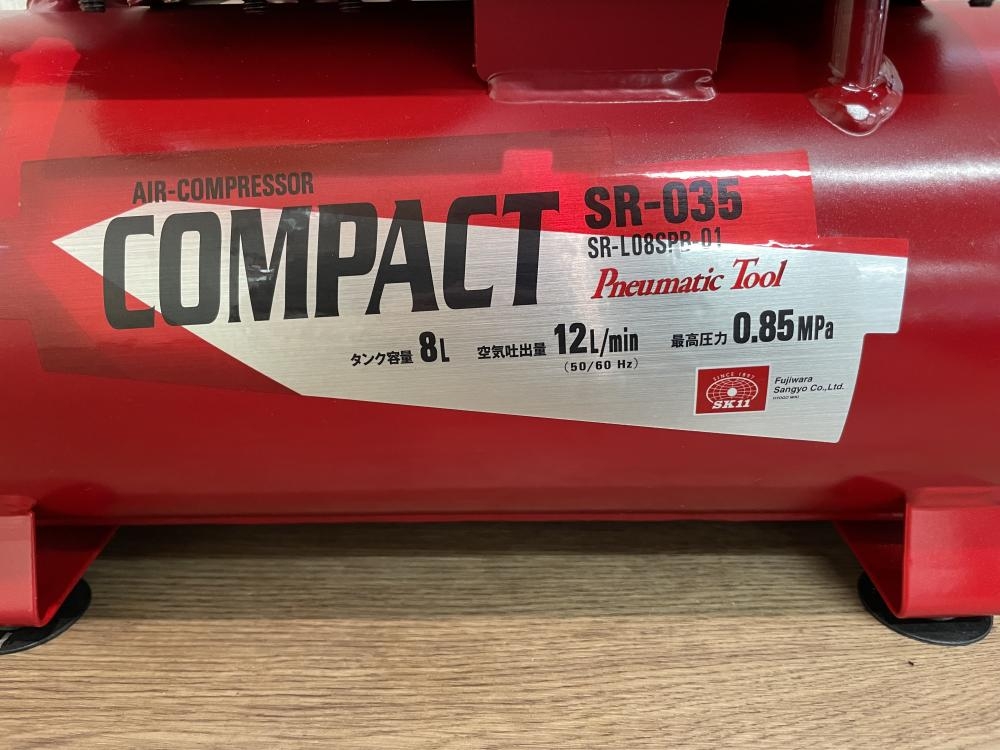 AIR-COMPRESSOR
COMPACT
SR-035
SR-L08SPB-01
Pneumatic Tool
タンク容量 8L 空気吐出量 12L/min 最高圧力 0.85MPa
(50/60 Hz)
SINCE 1897
SK11
Fujiwara
Sangyo Co.,Ltd.
HYOGO MIKI